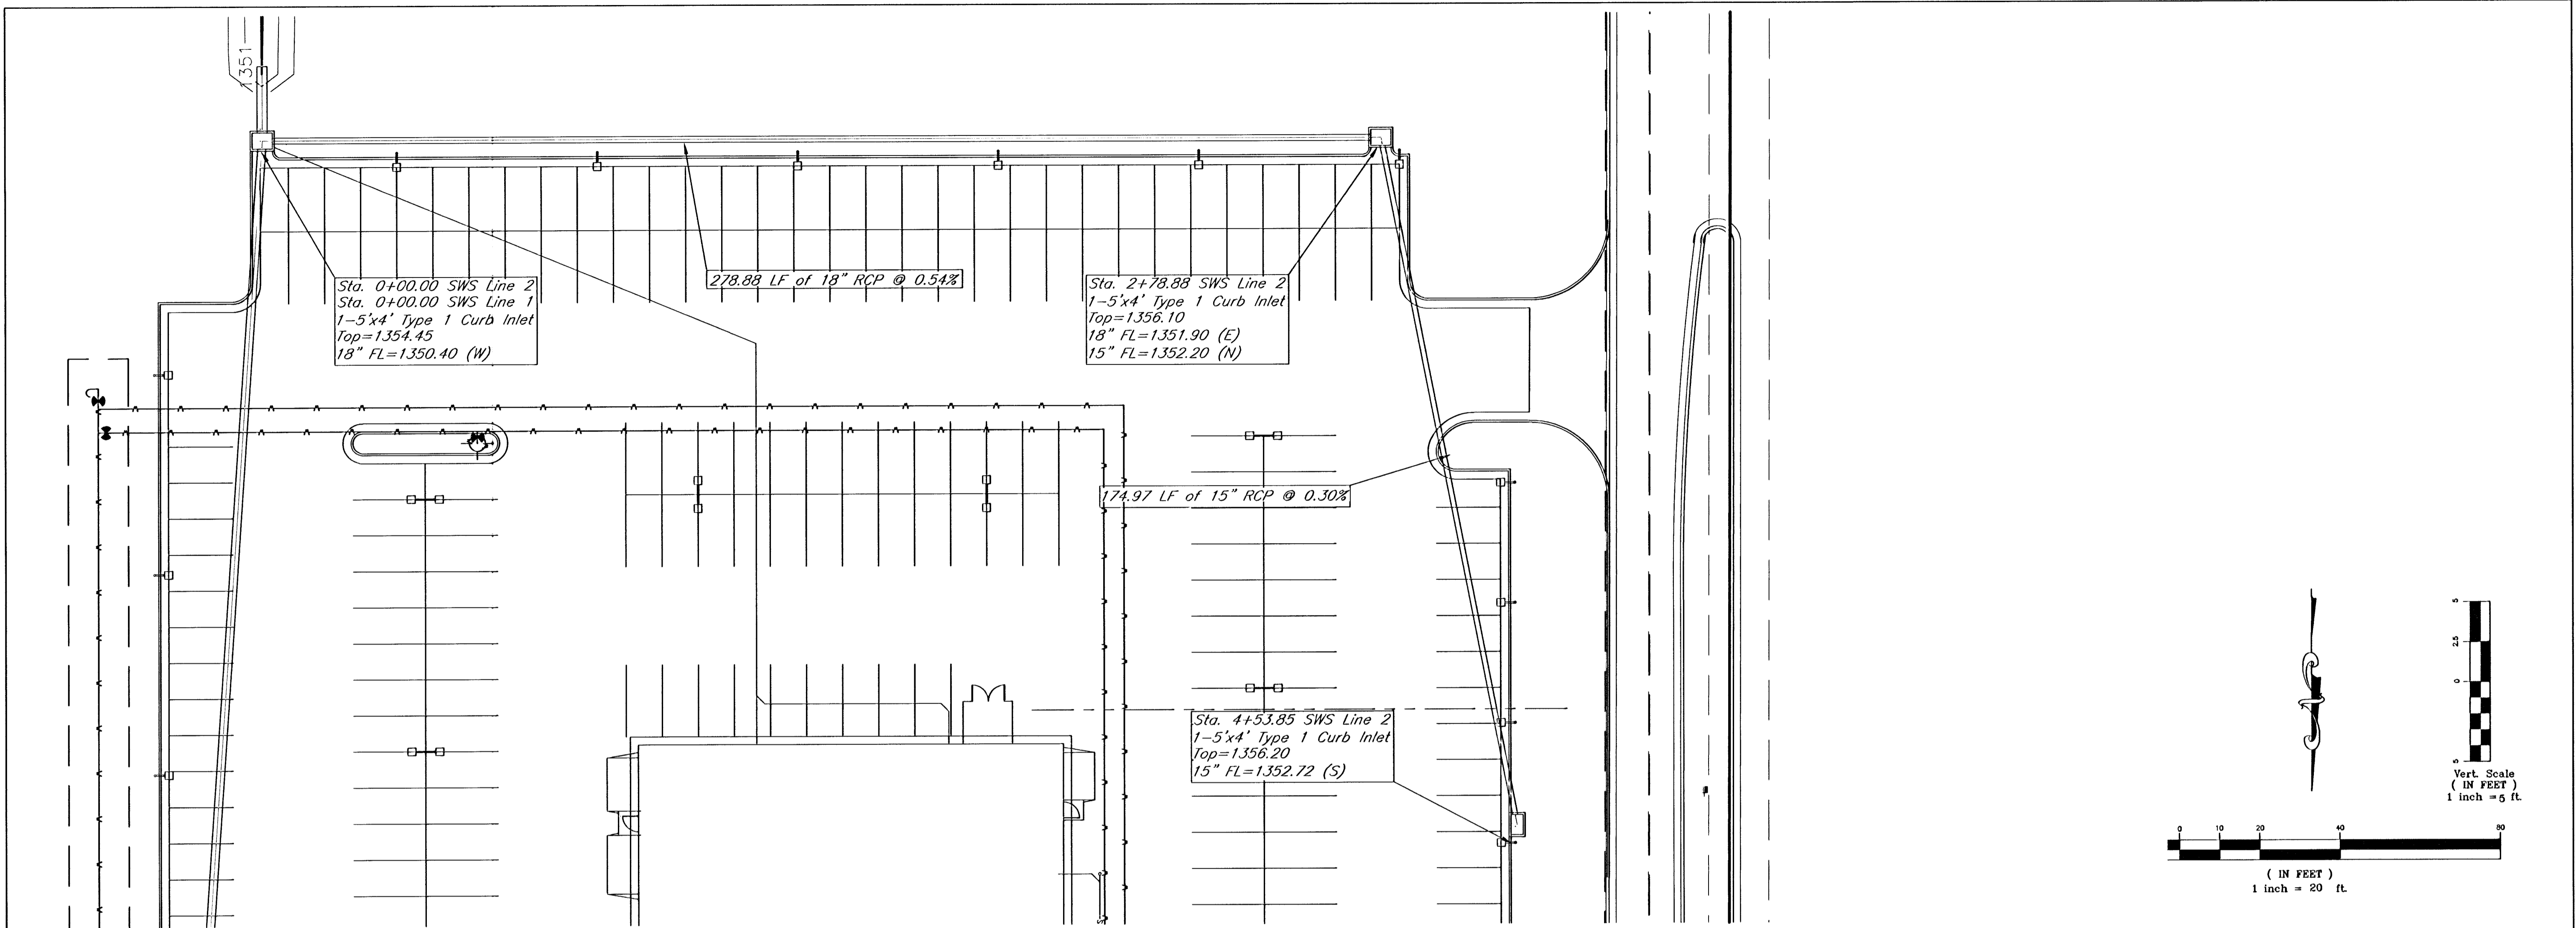 1351
Sta. 0+00.00 SWS Line 2
Sta. 0+00.00 SWS Line 1
1-5'x4' Type 1 Curb Inlet
Top=1354.45
18" FL=1350.40 (W)
278.88 LF of 18" RCP @ 0.54%
Sta. 2+78.88 SWS Line 2
1-5'x4' Type 1 Curb Inlet
Top=1356.10
18" FL=1351.90 (E)
15" FL=1352.20 (N)
174.97 LF of 15" RCP @ 0.30%
Sta. 4+53.85 SWS Line 2
1-5'x4' Type 1 Curb Inlet
Top=1356.20
15" FL=1352.72 (S)
5
2.5
0
5
Vert. Scale
( IN FEET )
1 inch = 5 ft.
0 10 20 40 80
( IN FEET )
1 inch = 20 ft.